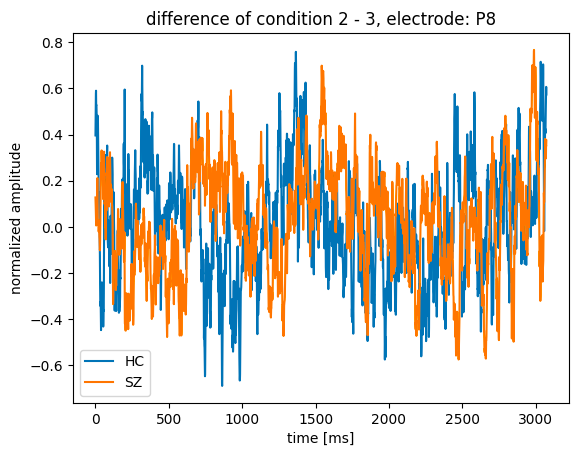 difference of condition 2 - 3, electrode: P8
normalized amplitude
0.8
0.6
0.4
0.2
0.0
−0.2
−0.4
−0.6
HC
SZ
0 500 1000 1500 2000 2500 3000
time [ms]